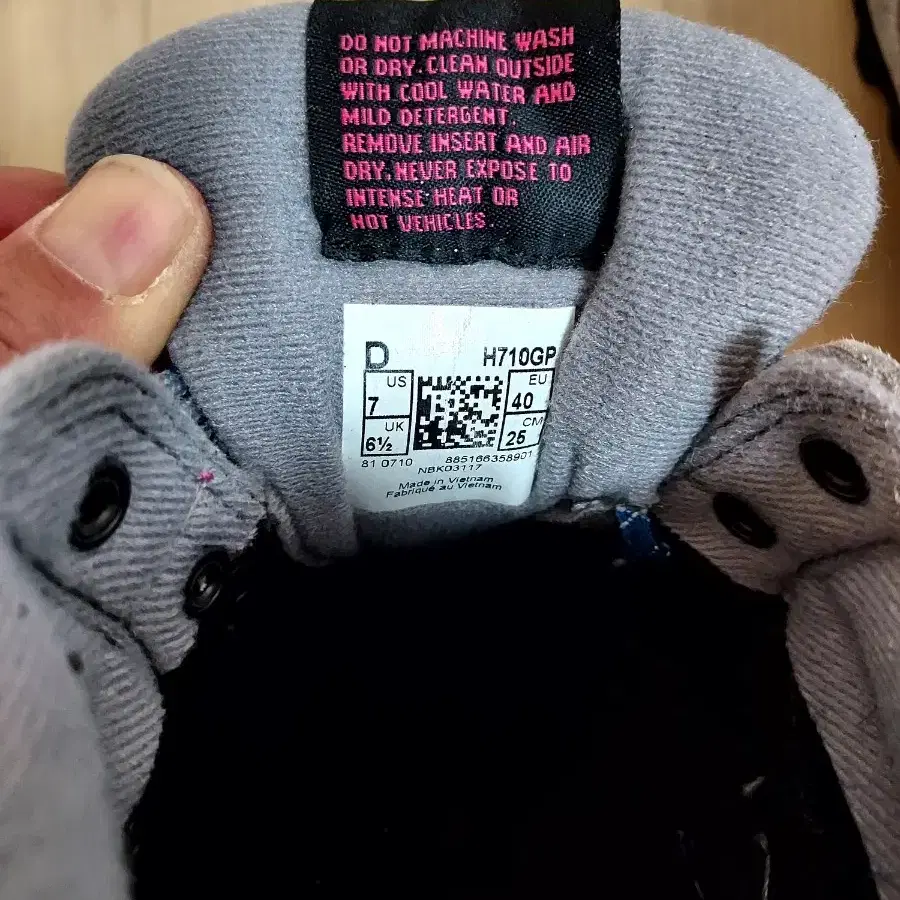 DO NOT MACHINE WASH
OR DRY. CLEAN OUTSIDE
WITH COOL WATER AND
MILD DETERGENT.
REMOVE INSERT AND AIR
DRY. NEVER EXPOSE TO
INTENSE HEAT OR
HOT VEHICLES.
D H710GP
US EU
7 40
UK CM
6½ 25
81 0710 885166358901
NBK03117
Made in Vietnam
Fabriqué au Vietnam